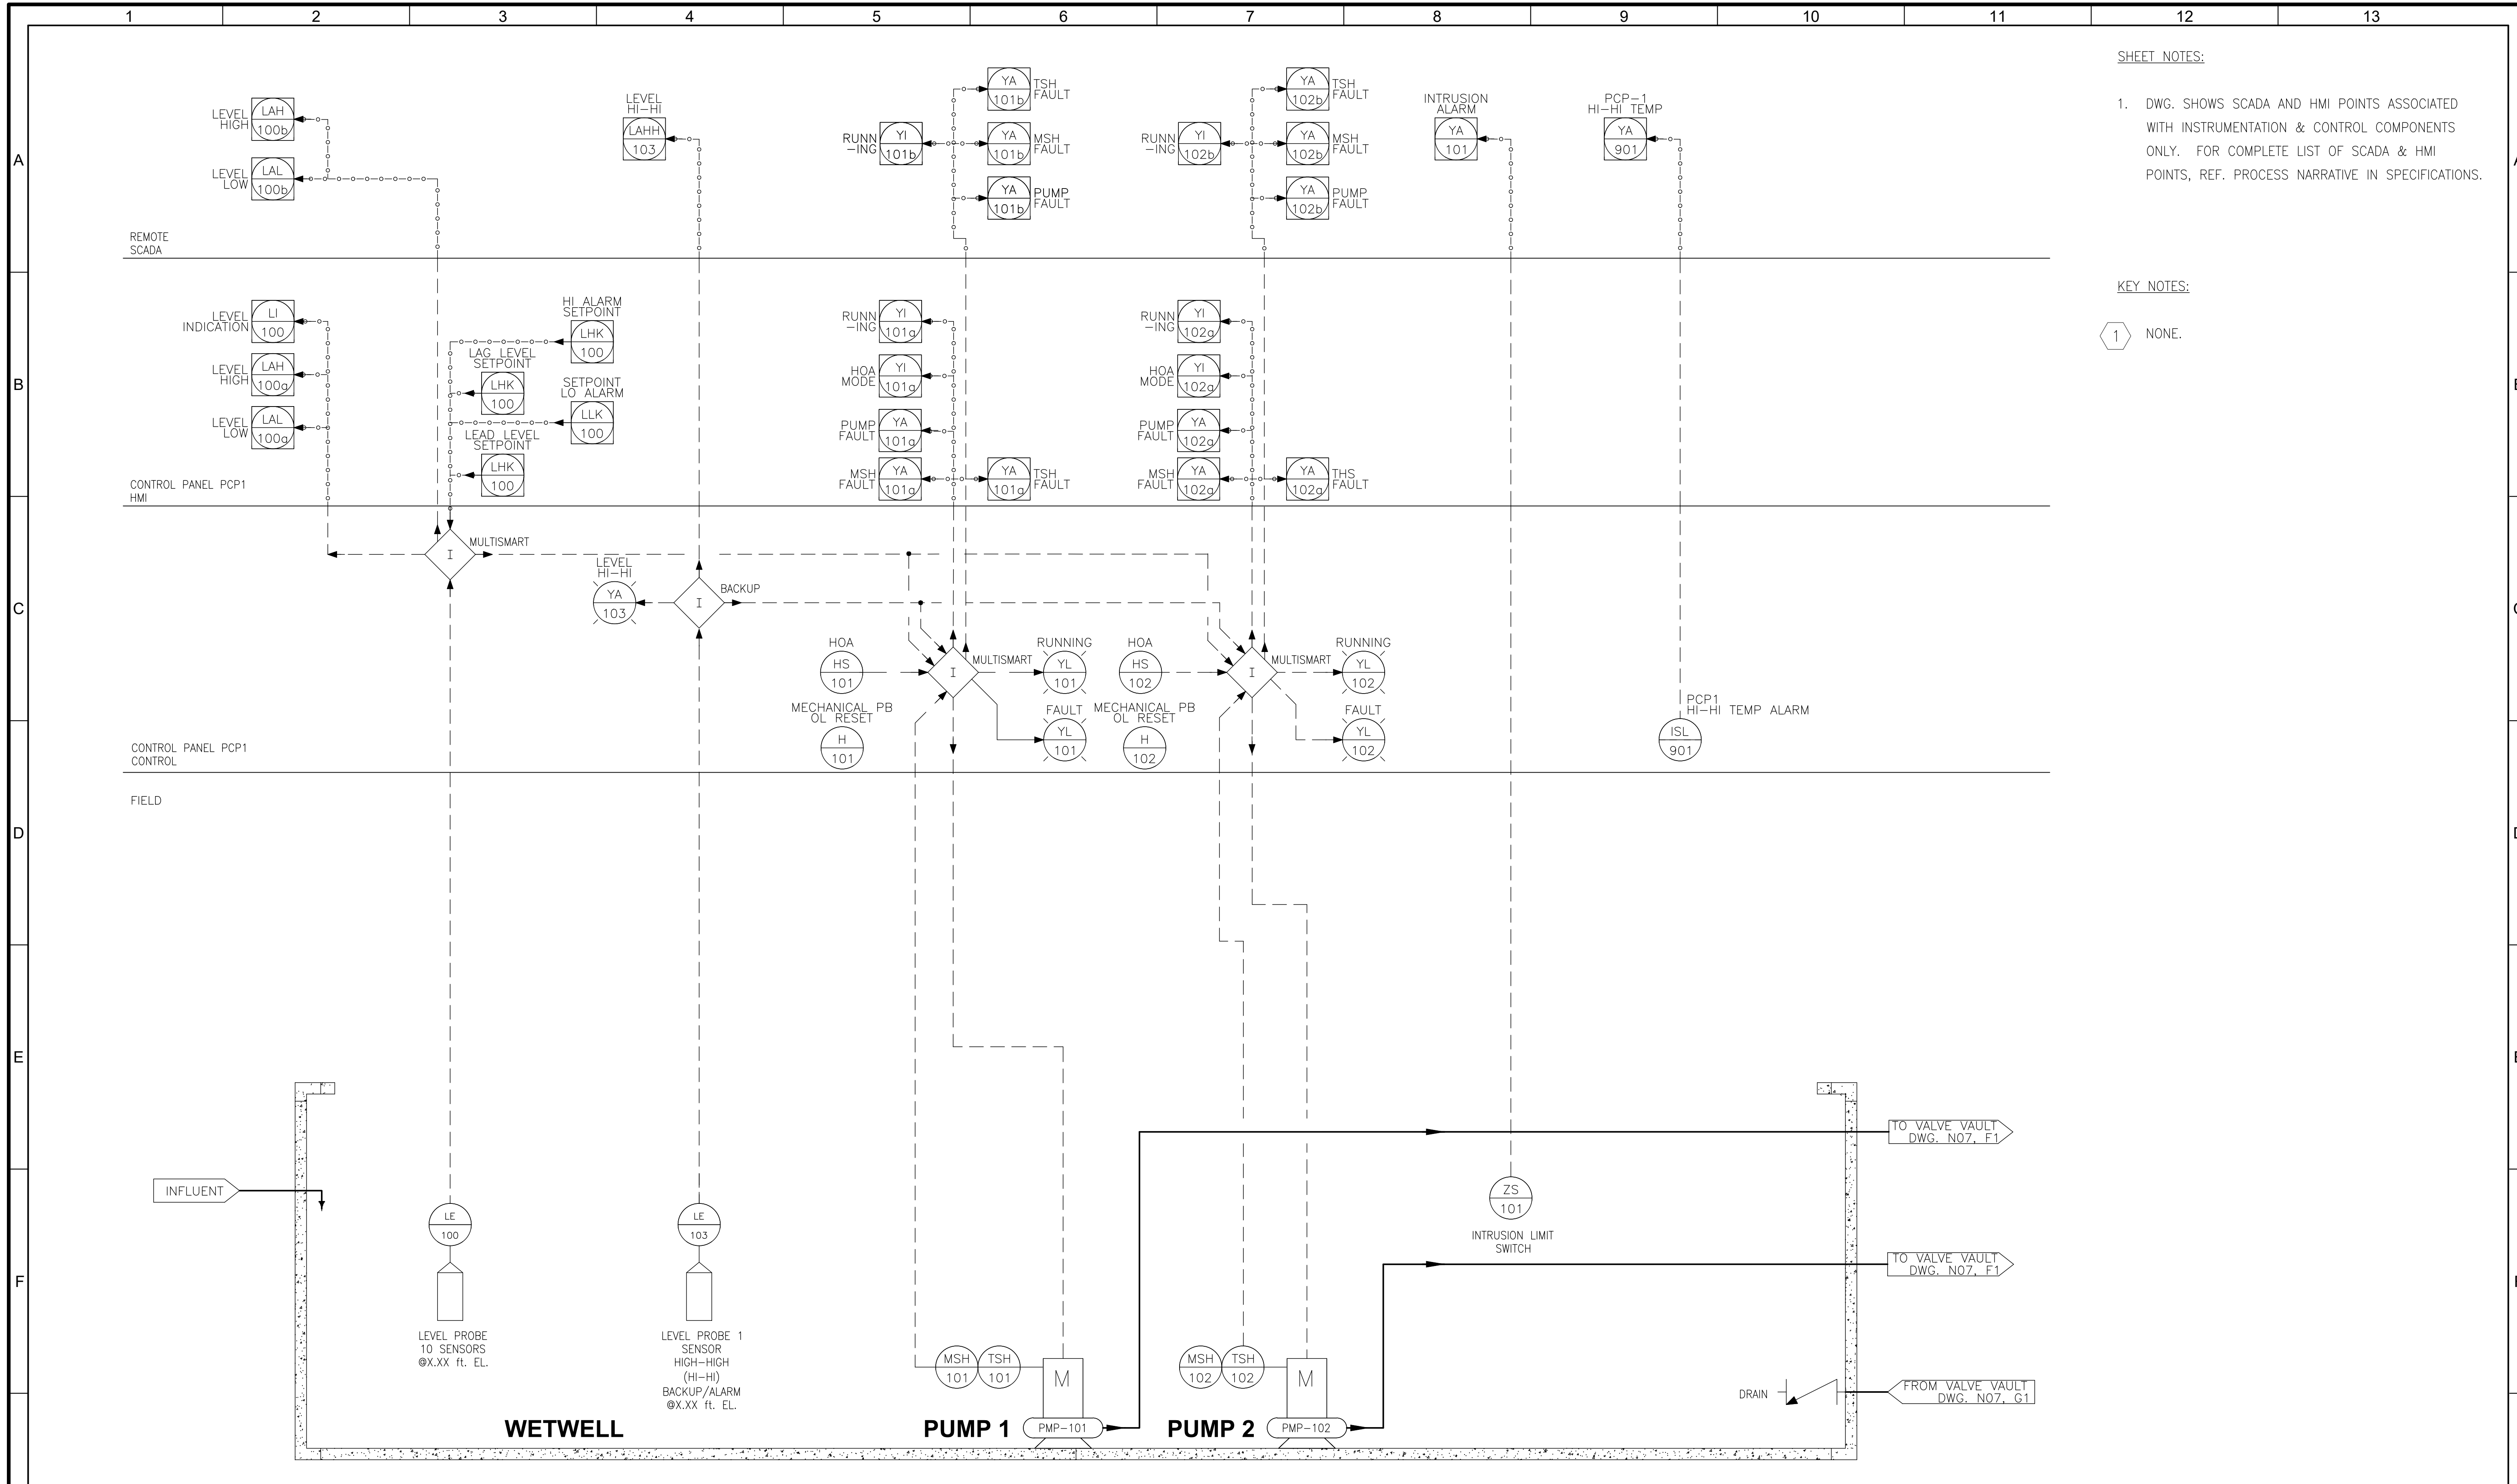 1 2 3 4 5 6 7 8 9 10 11 12 13
A
B
C
D
E
F
SHEET NOTES:
1. DWG. SHOWS SCADA AND HMI POINTS ASSOCIATED
WITH INSTRUMENTATION & CONTROL COMPONENTS
ONLY. FOR COMPLETE LIST OF SCADA & HMI
POINTS, REF. PROCESS NARRATIVE IN SPECIFICATIONS.
KEY NOTES:
1 NONE.
LEVEL
HIGH
LAH
100b
LEVEL
LOW
LAL
100b
LEVEL
HI-HI
LAHH
103
RUNN
-ING
YI
101b
YA
101b
TSH
FAULT
YA
101b
MSH
FAULT
YA
101b
PUMP
FAULT
RUNN
-ING
YI
102b
YA
102b
TSH
FAULT
YA
102b
MSH
FAULT
YA
102b
PUMP
FAULT
INTRUSION
ALARM
YA
101
PCP-1
HI-HI TEMP
YA
901
REMOTE
SCADA
LEVEL
INDICATION
LI
100
LEVEL
HIGH
LAH
100a
LEVEL
LOW
LAL
100a
HI ALARM
SETPOINT
LHK
100
LAG LEVEL
SETPOINT
LHK
100
SETPOINT
LO ALARM
LLK
100
LEAD LEVEL
SETPOINT
LHK
100
RUNN
-ING
YI
101a
HOA
MODE
YI
101a
PUMP
FAULT
YA
101a
MSH
FAULT
YA
101a
YA
101a
TSH
FAULT
RUNN
-ING
YI
102a
HOA
MODE
YI
102a
PUMP
FAULT
YA
102a
MSH
FAULT
YA
102a
YA
102a
THS
FAULT
CONTROL PANEL PCP1
HMI
I
MULTISMART
LEVEL
HI-HI
YA
103
I
BACKUP
HOA
HS
101
MECHANICAL PB
OL RESET
H
101
I
MULTISMART
RUNNING
YL
101
FAULT
YL
101
HOA
HS
102
MECHANICAL PB
OL RESET
H
102
I
MULTISMART
RUNNING
YL
102
FAULT
YL
102
PCP1
HI-HI TEMP ALARM
ISL
901
CONTROL PANEL PCP1
CONTROL
FIELD
INFLUENT
LE
100
LEVEL PROBE
10 SENSORS
@X.XX ft. EL.
LE
103
LEVEL PROBE 1
SENSOR
HIGH-HIGH
(HI-HI)
BACKUP/ALARM
@X.XX ft. EL.
MSH
101
TSH
101
M
PMP-101
MSH
102
TSH
102
M
PMP-102
ZS
101
INTRUSION LIMIT
SWITCH
TO VALVE VAULT
DWG. N07, F1
TO VALVE VAULT
DWG. N07, F1
DRAIN
FROM VALVE VAULT
DWG. N07, G1
WETWELL
PUMP 1
PUMP 2